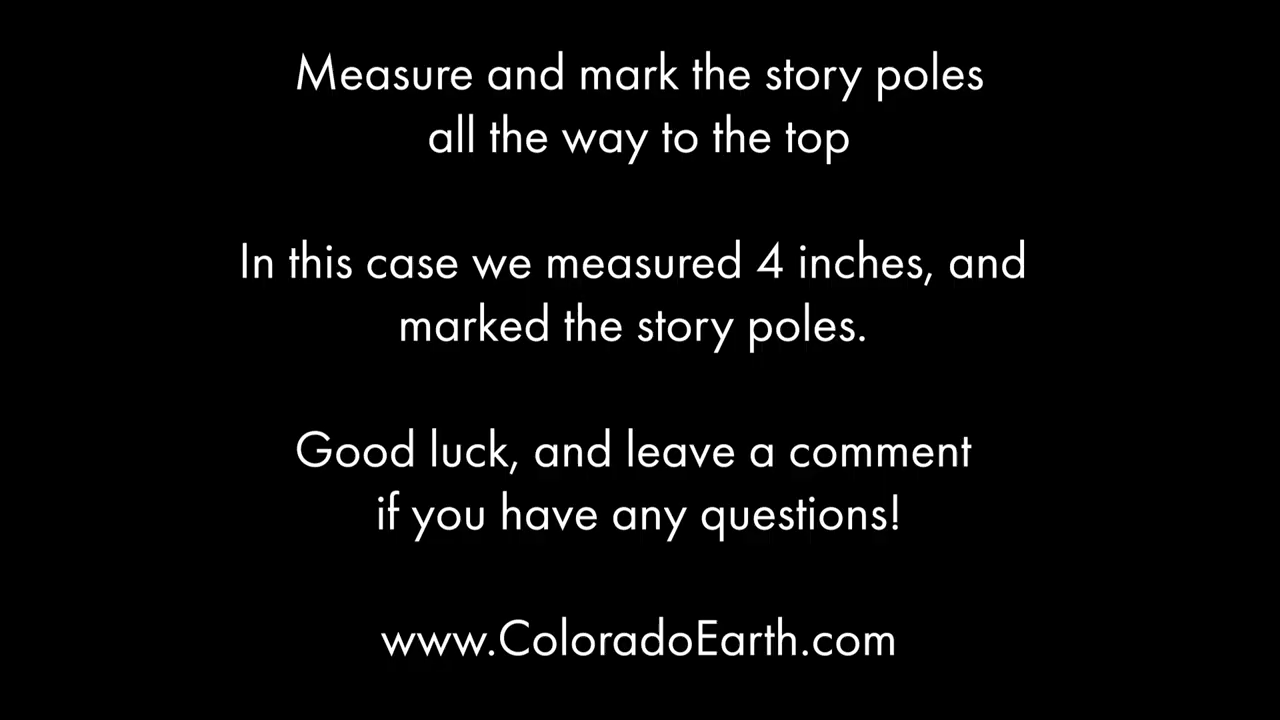 Measure and mark the story poles
all the way to the top
In this case we measured 4 inches, and
marked the story poles.
Good luck, and leave a comment
if you have any questions!
www.ColoradoEarth.com